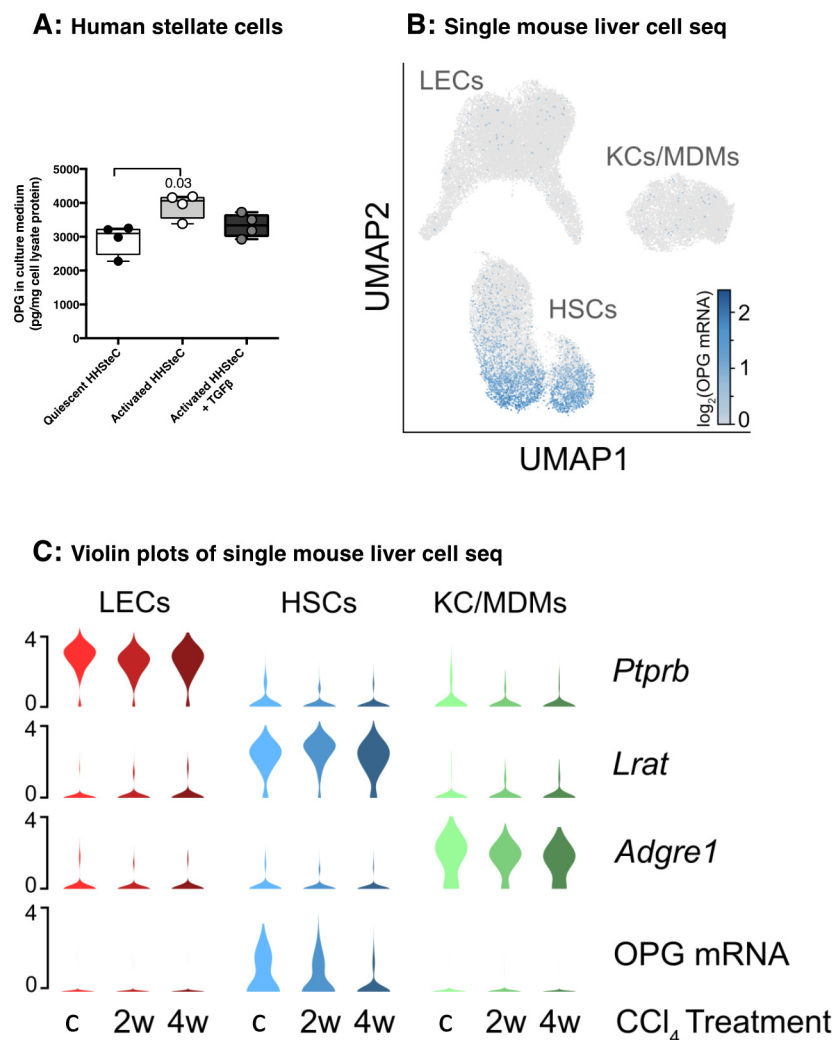 A: Human stellate cells
OPG in culture medium
(pg/mg cell lysate protein)
5000
4000
3000
2000
1000
0
0.03
Quiescent HHSteC
Activated HHSteC
Activated HHSteC
+ TGFβ
B: Single mouse liver cell seq
LECs
KCs/MDMs
HSCs
UMAP2
UMAP1
log2(OPG mRNA)
2
1
0
C: Violin plots of single mouse liver cell seq
LECs HSCs KC/MDMs
4
0
Ptprb
4
0
Lrat
4
0
Adgre1
4
0
OPG mRNA
c 2w 4w c 2w 4w c 2w 4w CCl4 Treatment